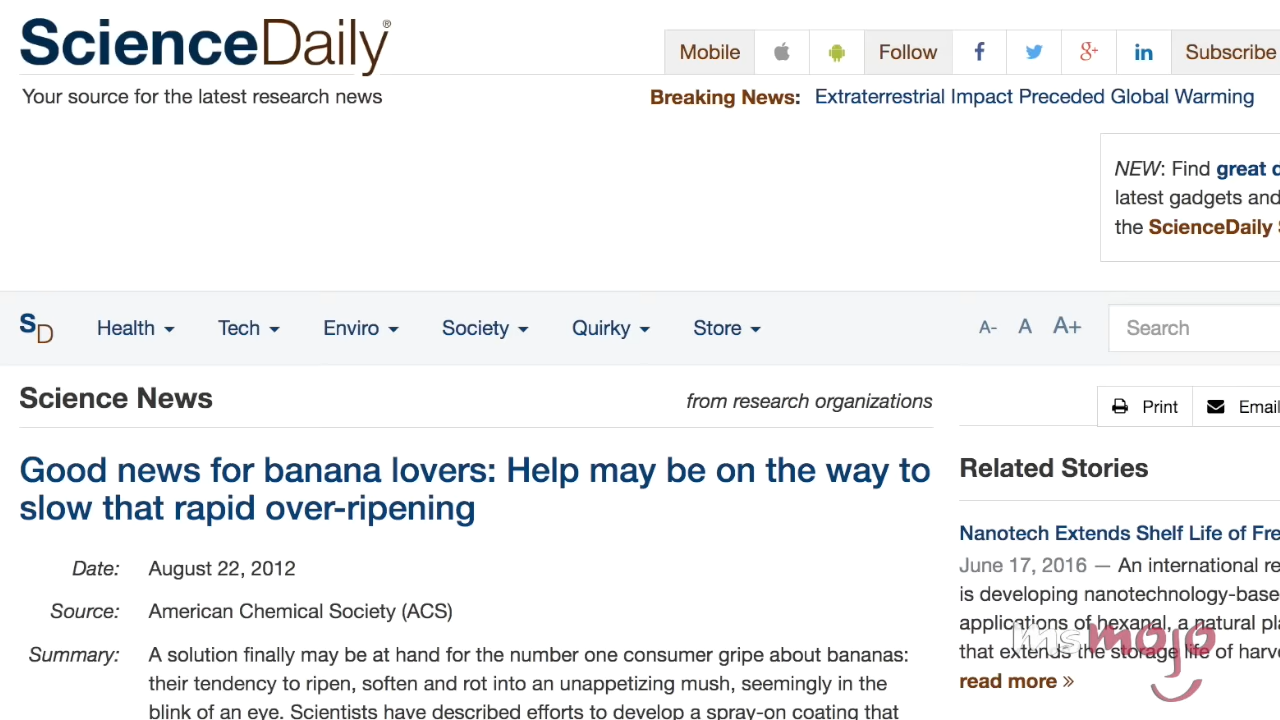 ScienceDaily®
Your source for the latest research news
Mobile Follow Subscribe
Breaking News: Extraterrestrial Impact Preceded Global Warming
NEW: Find great d
latest gadgets and
the ScienceDaily S
SD Health Tech Enviro Society Quirky Store A- A A+ Search
Science News
from research organizations
Print Email
Good news for banana lovers: Help may be on the way to
slow that rapid over-ripening
Date: August 22, 2012
Source: American Chemical Society (ACS)
Summary: A solution finally may be at hand for the number one consumer gripe about bananas:
their tendency to ripen, soften and rot into an unappetizing mush, seemingly in the
blink of an eye. Scientists have described efforts to develop a spray-on coating that
Related Stories
Nanotech Extends Shelf Life of Fre
June 17, 2016 — An international re
is developing nanotechnology-base
applications of hexanal, a natural pla
that extends the storage life of harve
read more »
msmojo